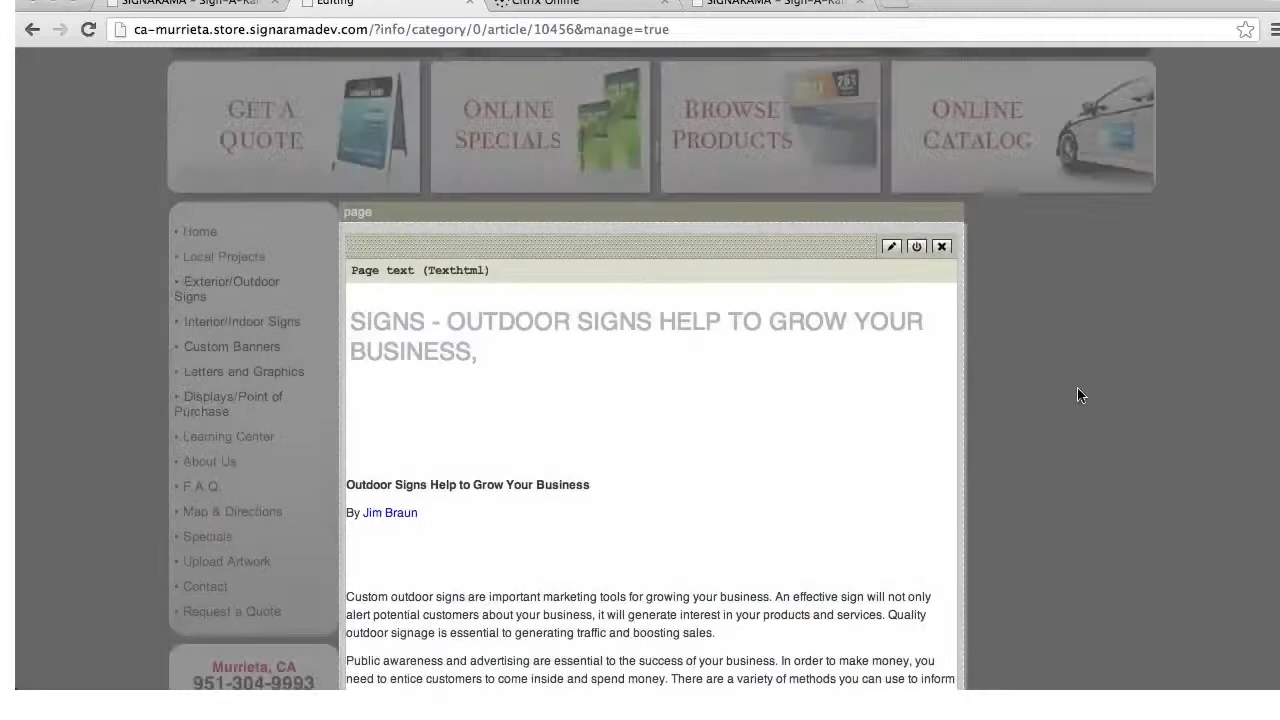 Editing
Citrix Online
ca-murrieta.store.signaramadev.com/?info/category/0/article/10456&manage=true
GET A
QUOTE
ONLINE
SPECIALS
BROWSE
PRODUCTS
ONLINE
CATALOG
• Home
• Local Projects
• Exterior/Outdoor
Signs
• Interior/Indoor Signs
• Custom Banners
• Letters and Graphics
• Displays/Point of
Purchase
• Learning Center
• About Us
• F.A.Q.
• Map & Directions
• Specials
• Upload Artwork
• Contact
• Request a Quote
Murrieta, CA
951-304-9993
page
Page text (Texthtml)
SIGNS - OUTDOOR SIGNS HELP TO GROW YOUR
BUSINESS,
Outdoor Signs Help to Grow Your Business
By Jim Braun
Custom outdoor signs are important marketing tools for growing your business. An effective sign will not only
alert potential customers about your business, it will generate interest in your products and services. Quality
outdoor signage is essential to generating traffic and boosting sales.
Public awareness and advertising are essential to the success of your business. In order to make money, you
need to entice customers to come inside and spend money. There are a variety of methods you can use to inform